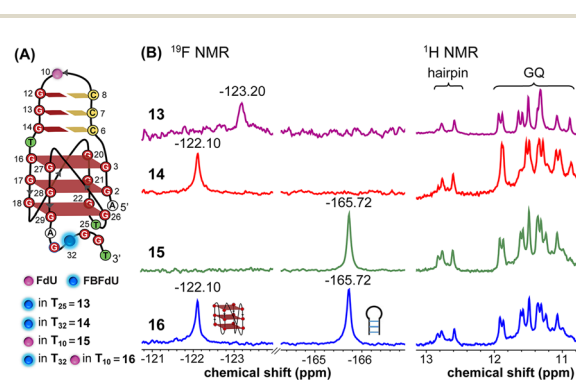 (A)
10
12 G C 8
13 G C 7
14 G C 6
T
16 G G 20
27 G G 3
17 G G 21
28 G G 2
18 G 22 G A 5'
29 G 25 G 26
A T
G G G
32 T 3'
FdU FBFdU
in T25 = 13
in T32 = 14
in T10 = 15
in T32 in T10 = 16
(B) 19F NMR
1H NMR
hairpin GQ
-123.20
13
-122.10
14
-165.72
15
-122.10 -165.72
16
-121 -122 -123 -165 -166
chemical shift (ppm)
13 12 11
chemical shift (ppm)